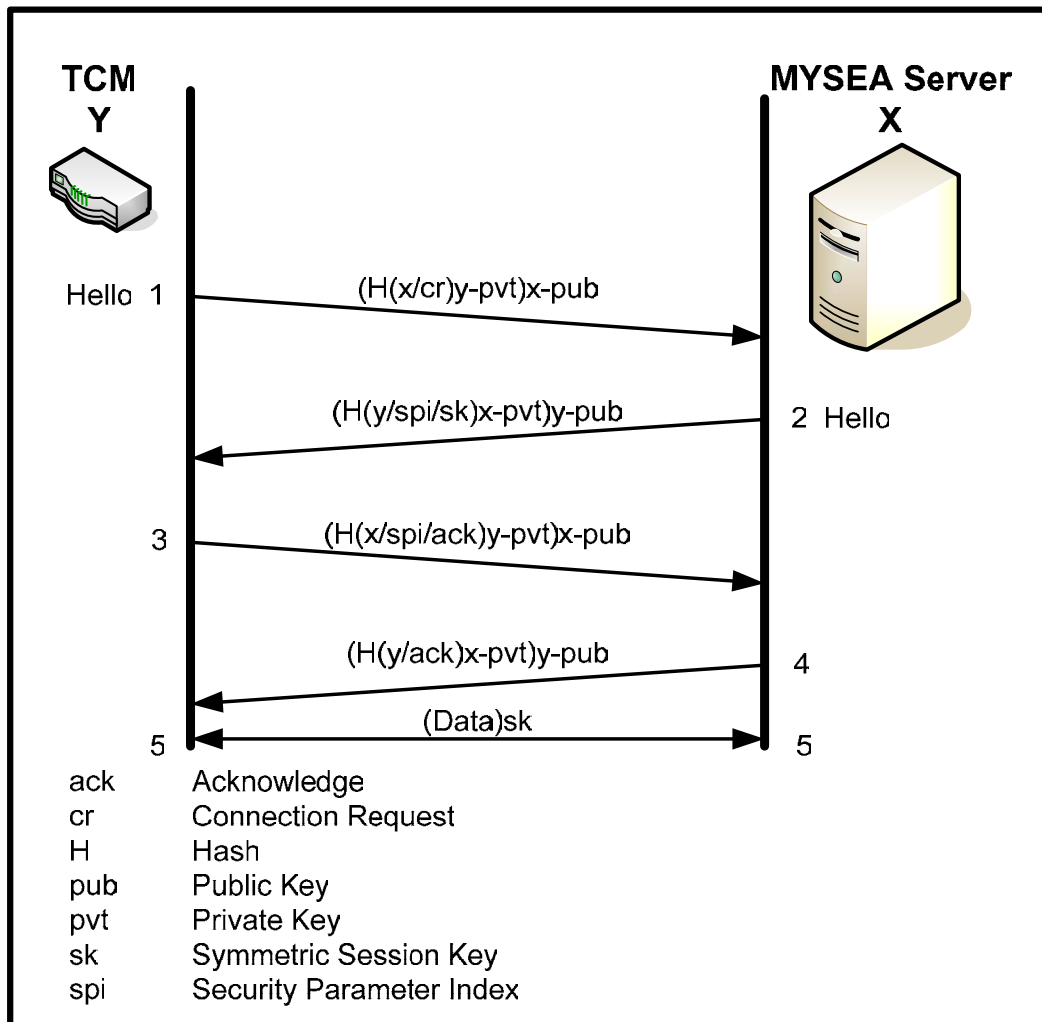 TCM
Y
MYSEA Server
X
Hello 1
(H(x/cr)y-pvt)x-pub
(H(y/spi/sk)x-pvt)y-pub
2 Hello
3
(H(x/spi/ack)y-pvt)x-pub
(H(y/ack)x-pvt)y-pub
4
(Data)sk
5
5
ack Acknowledge
cr Connection Request
H Hash
pub Public Key
pvt Private Key
sk Symmetric Session Key
spi Security Parameter Index